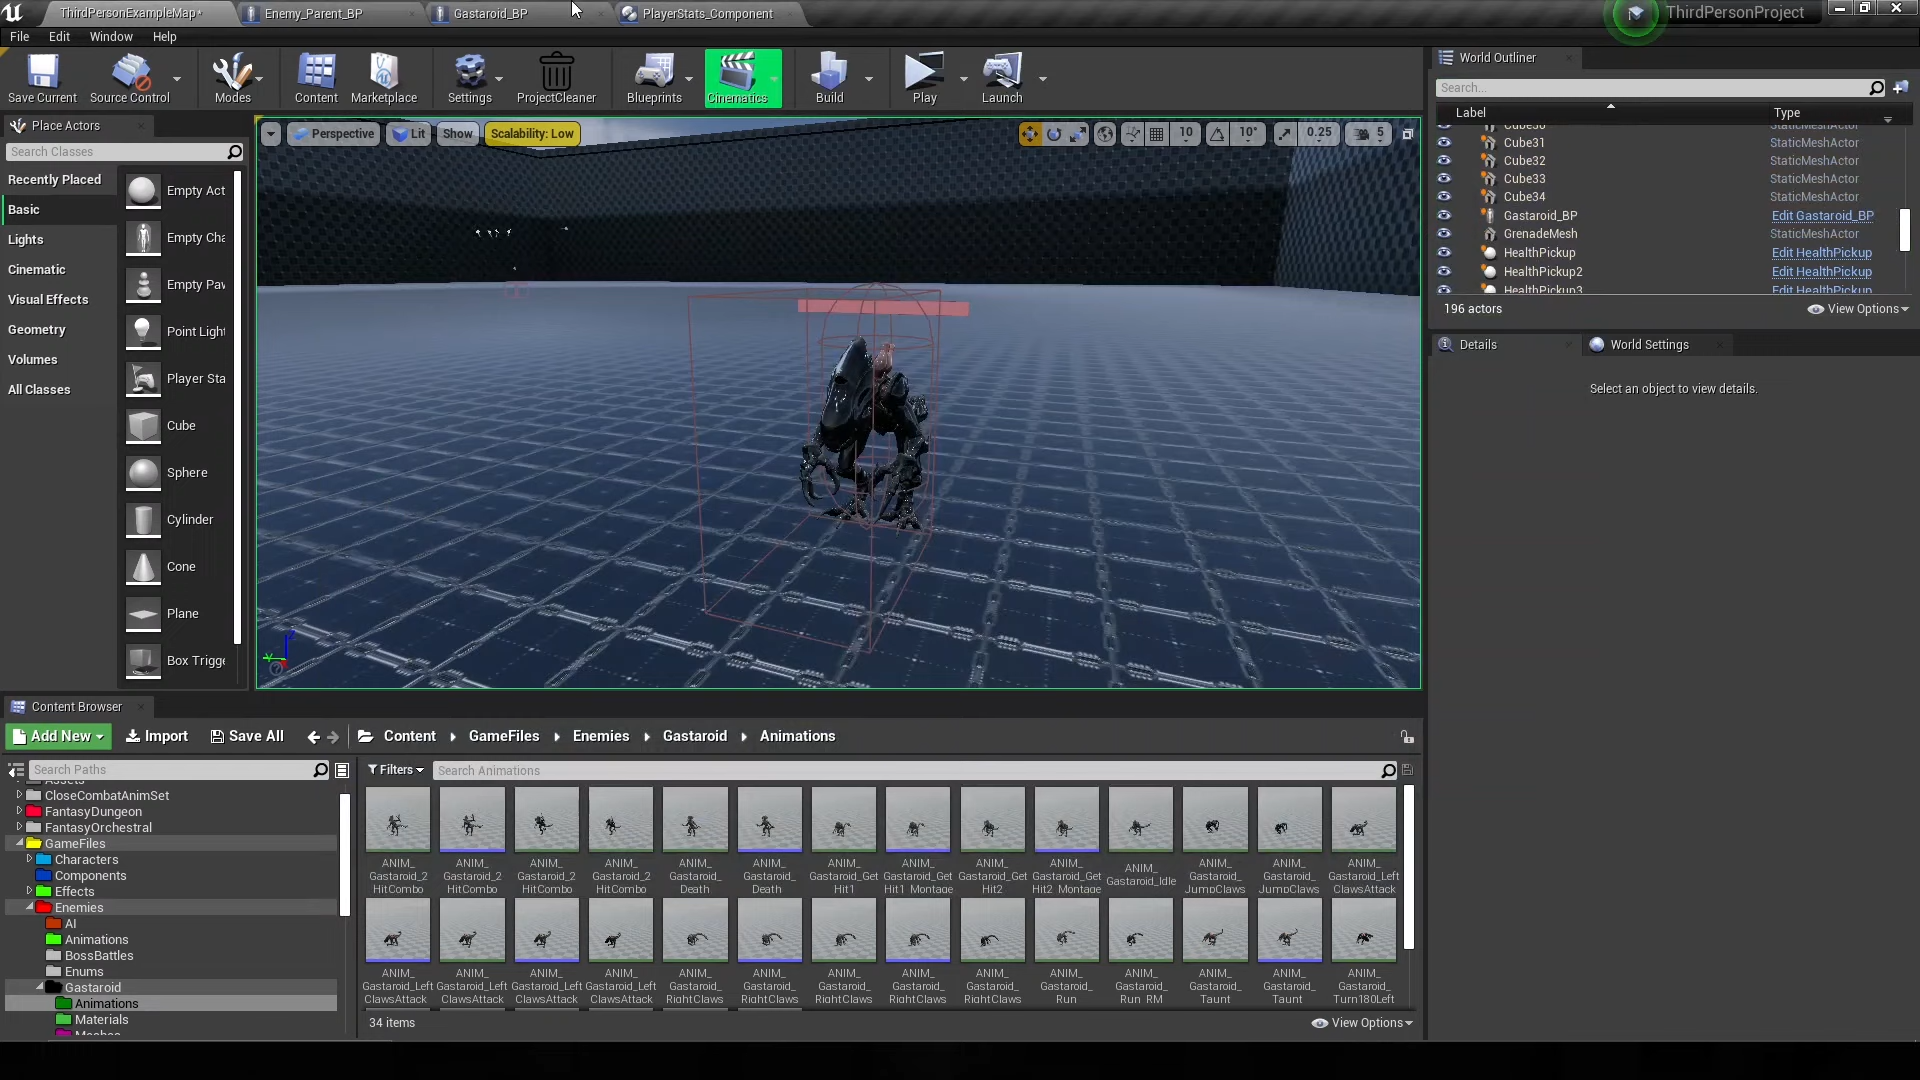 ThirdPersonExampleMap*
Enemy_Parent_BP
Gastaroid_BP
PlayerStats_Component
ThirdPersonProject
File Edit Window Help
Save Current
Source Control
Modes
Content
Marketplace
Settings
ProjectCleaner
Blueprints
Cinematics
Build
Play
Launch
Place Actors
Search Classes
Recently Placed
Basic
Lights
Cinematic
Visual Effects
Geometry
Volumes
All Classes
Empty Act
Empty Cha
Empty Pav
Point Light
Player Sta
Cube
Sphere
Cylinder
Cone
Plane
Box Trigge
Perspective
Lit
Show
Scalability: Low
10
10°
0.25
5
World Outliner
Search...
Label Type
Cube30 StaticMeshActor
Cube31 StaticMeshActor
Cube32 StaticMeshActor
Cube33 StaticMeshActor
Cube34 StaticMeshActor
Gastaroid_BP Edit Gastaroid_BP
GrenadeMesh StaticMeshActor
HealthPickup Edit HealthPickup
HealthPickup2 Edit HealthPickup
HealthPickup3 Edit HealthPickup
196 actors
View Options
Details
World Settings
Select an object to view details.
Content Browser
Add New
Import
Save All
Content
GameFiles
Enemies
Gastaroid
Animations
Search Paths
Filters
Search Animations
Assets
CloseCombatAnimSet
FantasyDungeon
FantasyOrchestral
GameFiles
Characters
Components
Effects
Enemies
AI
Animations
BossBattles
Enums
Gastaroid
Animations
Materials
Meshes
ANIM_ ANIM_ ANIM_ ANIM_ ANIM_ ANIM_ ANIM_ ANIM_ ANIM_ ANIM_ ANIM_ ANIM_ ANIM_ ANIM_
Gastaroid_2 Gastaroid_2 Gastaroid_2 Gastaroid_2 Gastaroid_ Gastaroid_ Gastaroid_Get Gastaroid_Get Gastaroid_Get Gastaroid_Get Gastaroid_Idle Gastaroid_ Gastaroid_ Gastaroid_Left
HitCombo HitCombo HitCombo HitCombo Death Death Hit1 Hit1_Montage Hit2 Hit2_Montage JumpClaws JumpClaws ClawsAttack
ANIM_ ANIM_ ANIM_ ANIM_ ANIM_ ANIM_ ANIM_ ANIM_ ANIM_ ANIM_ ANIM_ ANIM_ ANIM_ ANIM_
Gastaroid_Left Gastaroid_Left Gastaroid_Left Gastaroid_Left Gastaroid_ Gastaroid_ Gastaroid_ Gastaroid_ Gastaroid_ Gastaroid_ Gastaroid_ Gastaroid_ Gastaroid_ Gastaroid_
ClawsAttack ClawsAttack ClawsAttack ClawsAttack RightClaws RightClaws RightClaws RightClaws RightClaws Run Run_RM Taunt Taunt Turn180Left
34 items
View Options